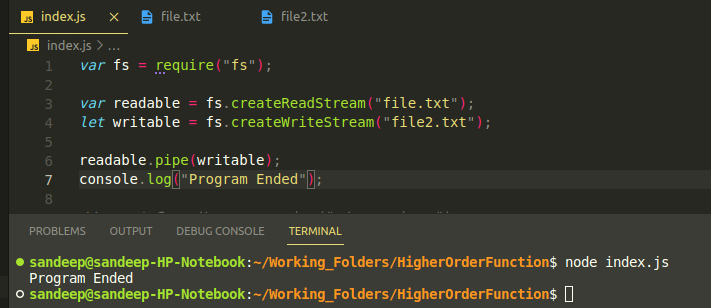 JS index.js × file.txt file2.txt
JS index.js > ...
1 var fs = require("fs");
2
3 var readable = fs.createReadStream("file.txt");
4 let writable = fs.createWriteStream("file2.txt");
5
6 readable.pipe(writable);
7 console.log("Program Ended");
8
PROBLEMS OUTPUT DEBUG CONSOLE TERMINAL
sandeep@sandeep-HP-Notebook:~/Working_Folders/HigherOrderFunction$ node index.js
Program Ended
sandeep@sandeep-HP-Notebook:~/Working_Folders/HigherOrderFunction$